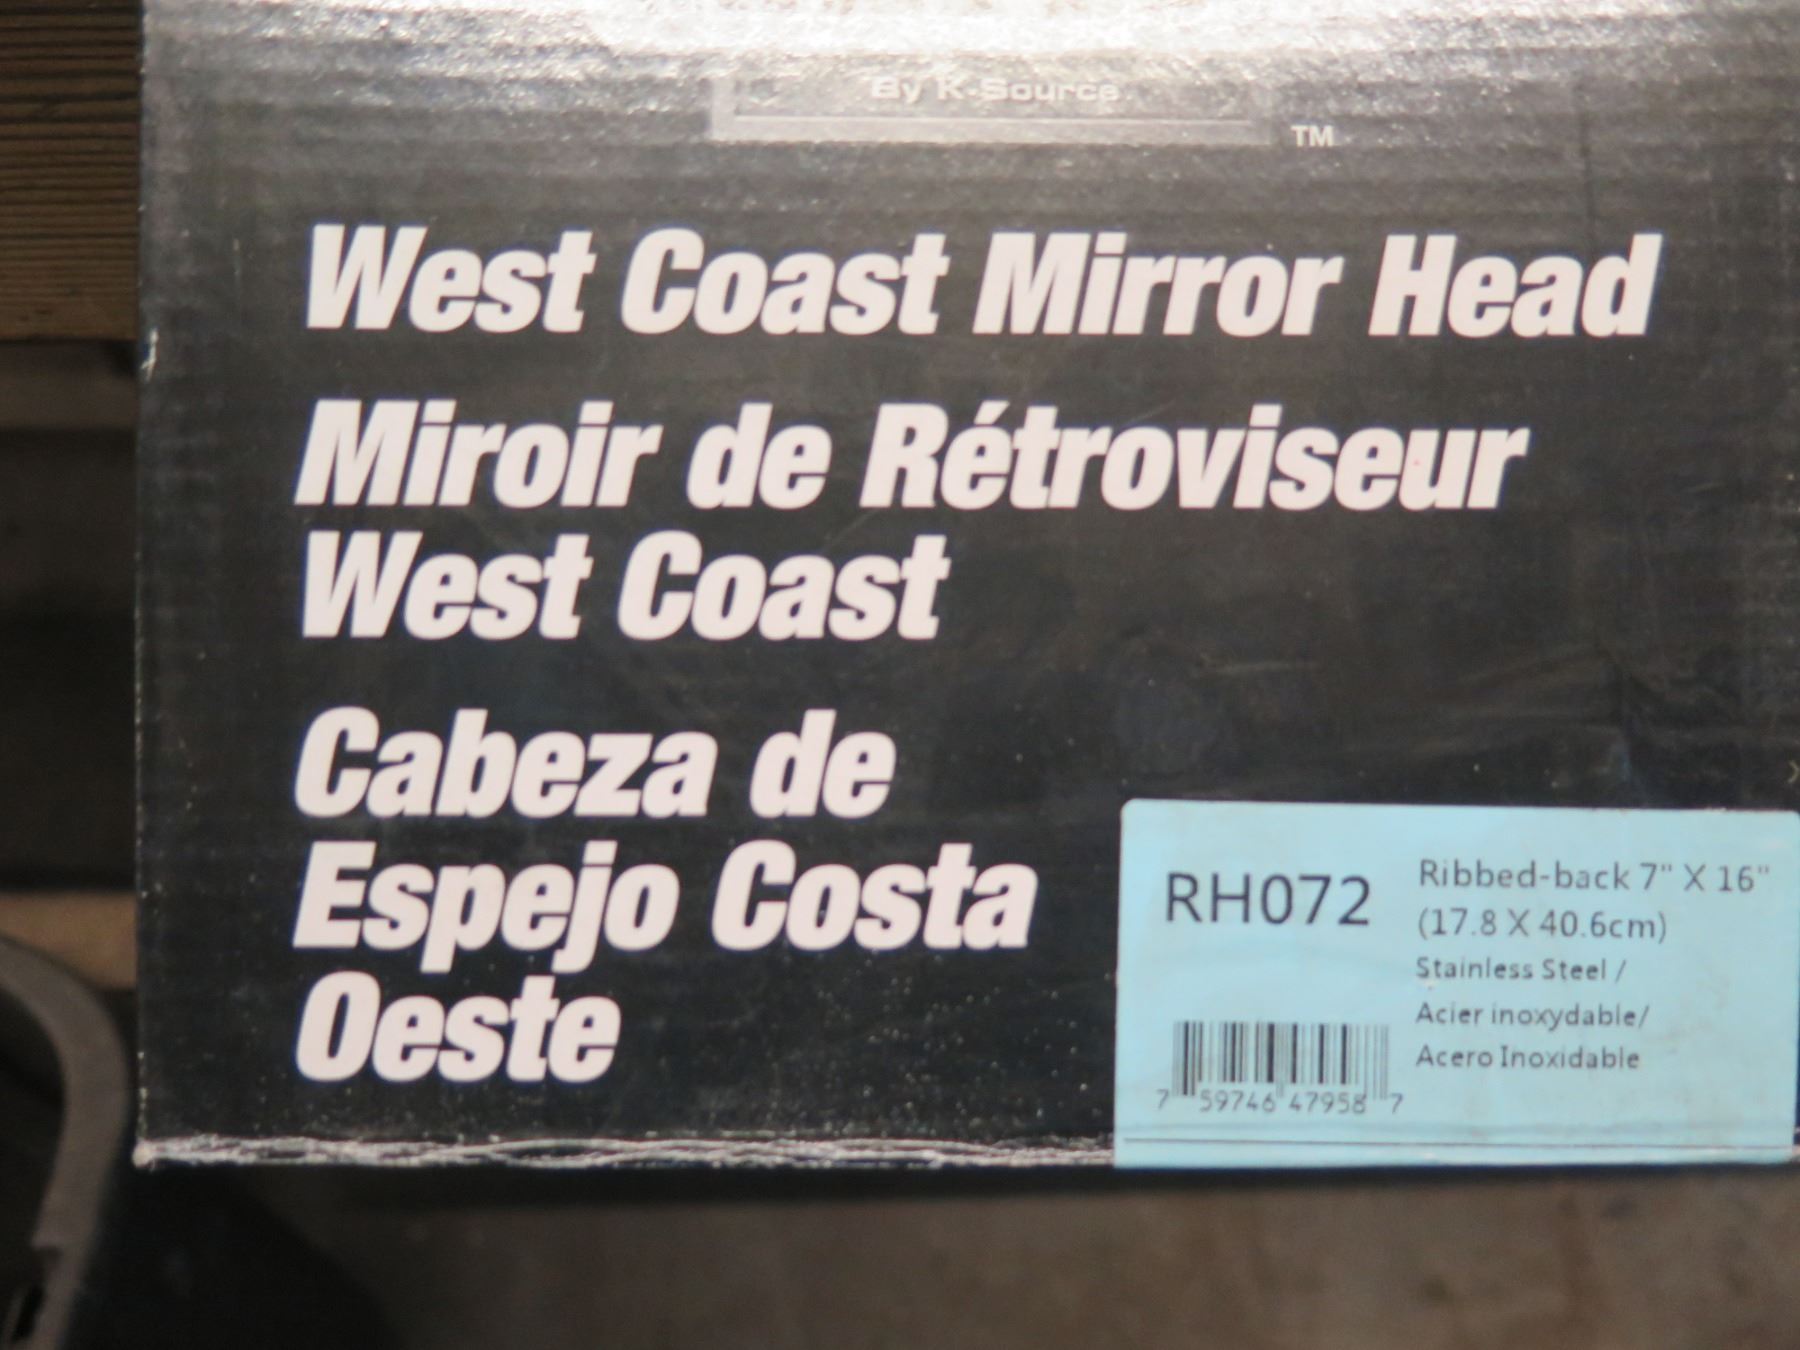 By K-Source
TM
West Coast Mirror Head
Miroir de Rétroviseur
West Coast
Cabeza de
Espejo Costa
Oeste
RH072
Ribbed-back 7" X 16"
(17.8 X 40.6cm)
Stainless Steel /
Acier inoxydable/
Acero Inoxidable
7 59746 47958 7